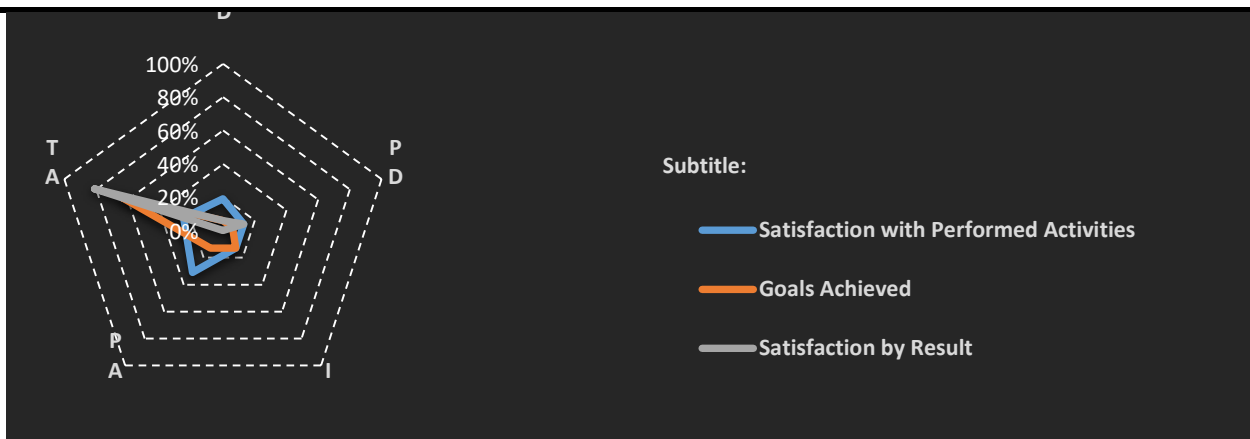 D
100%
80%
60%
40%
20%
0%
T
A
P
D
P
A
I
Subtitle:
Satisfaction with Performed Activities
Goals Achieved
Satisfaction by Result